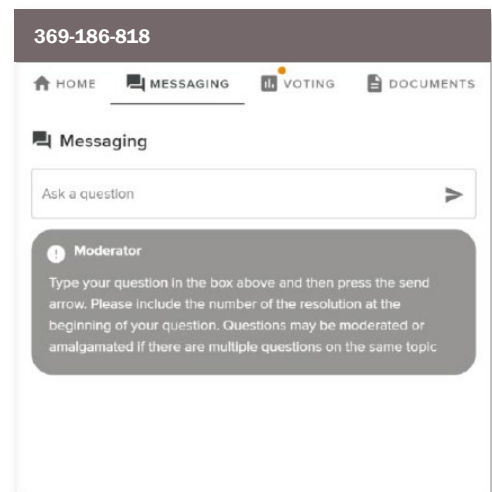 369-186-818
HOME MESSAGING VOTING DOCUMENTS
Messaging
Ask a question
Moderator
Type your question in the box above and then press the send
arrow. Please include the number of the resolution at the
beginning of your question. Questions may be moderated or
amalgamated if there are multiple questions on the same topic